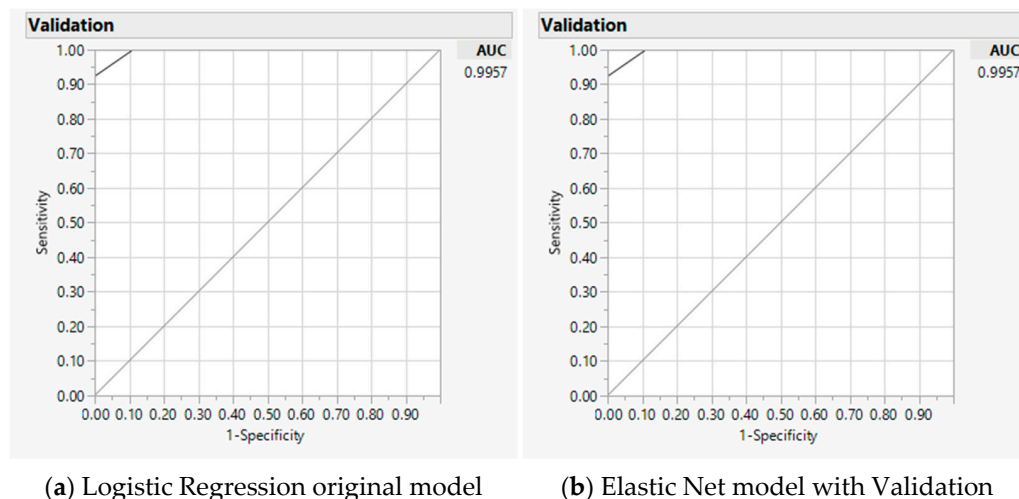 Validation
AUC
0.9957
1.00
0.90
0.80
0.70
0.60
0.50
0.40
0.30
0.20
0.10
0.00
Sensitivity
0.00 0.10 0.20 0.30 0.40 0.50 0.60 0.70 0.80 0.90
1-Specificity
(a) Logistic Regression original model
Validation
AUC
0.9957
1.00
0.90
0.80
0.70
0.60
0.50
0.40
0.30
0.20
0.10
0.00
Sensitivity
0.00 0.10 0.20 0.30 0.40 0.50 0.60 0.70 0.80 0.90
1-Specificity
(b) Elastic Net model with Validation